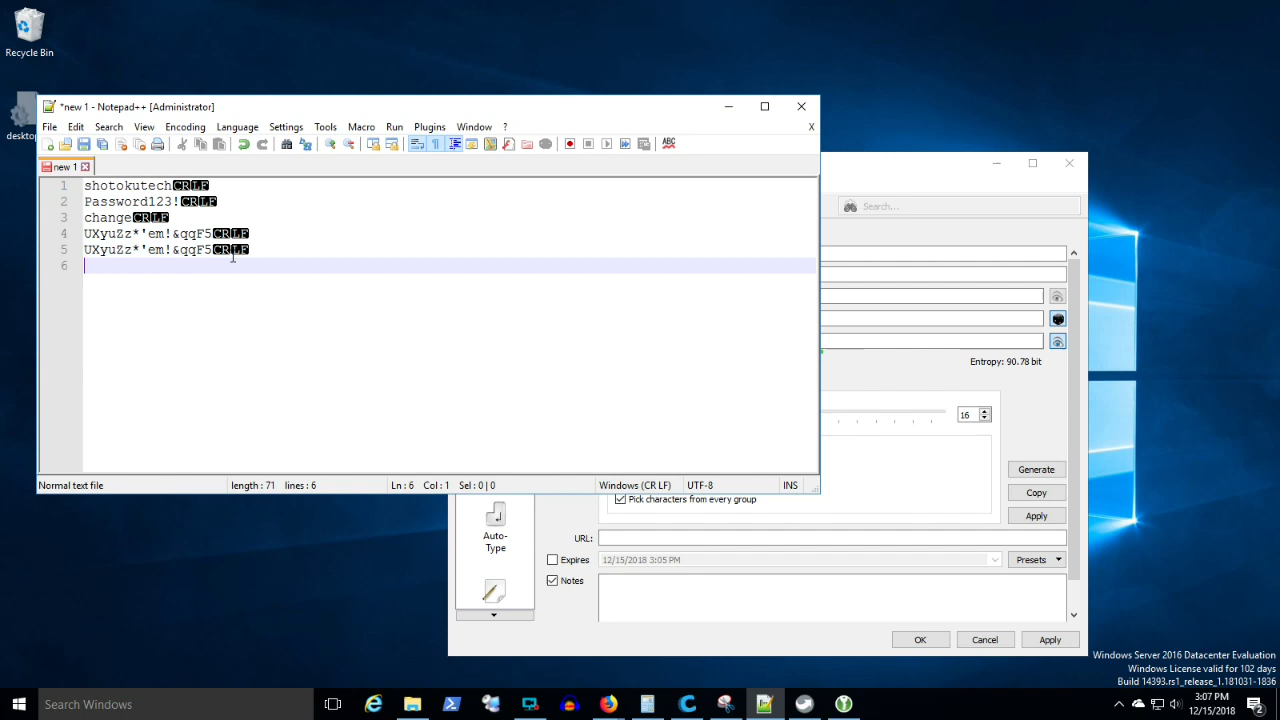 Recycle Bin
desktop
*new 1 - Notepad++ [Administrator]
File Edit Search View Encoding Language Settings Tools Macro Run Plugins Window ? X
new 1
1 shotokutechCRLF
2 Password123!CRLF
3 changeCRLF
4 UXyuZz*'em!&qqF5CRLF
5 UXyuZz*'em!&qqF5CRLF
6
Normal text file length : 71 lines : 6 Ln : 6 Col : 1 Sel : 0 | 0 Windows (CR LF) UTF-8 INS
Search...
Entropy: 90.78 bit
16
Generate
Copy
Pick characters from every group
Apply
Auto-
Type
URL:
Expires 12/15/2018 3:05 PM Presets
Notes
OK Cancel Apply
Windows Server 2016 Datacenter Evaluation
Windows License valid for 102 days
Build 14393.rs1_release_1.181031-1836
Search Windows
3:07 PM
12/15/2018
2